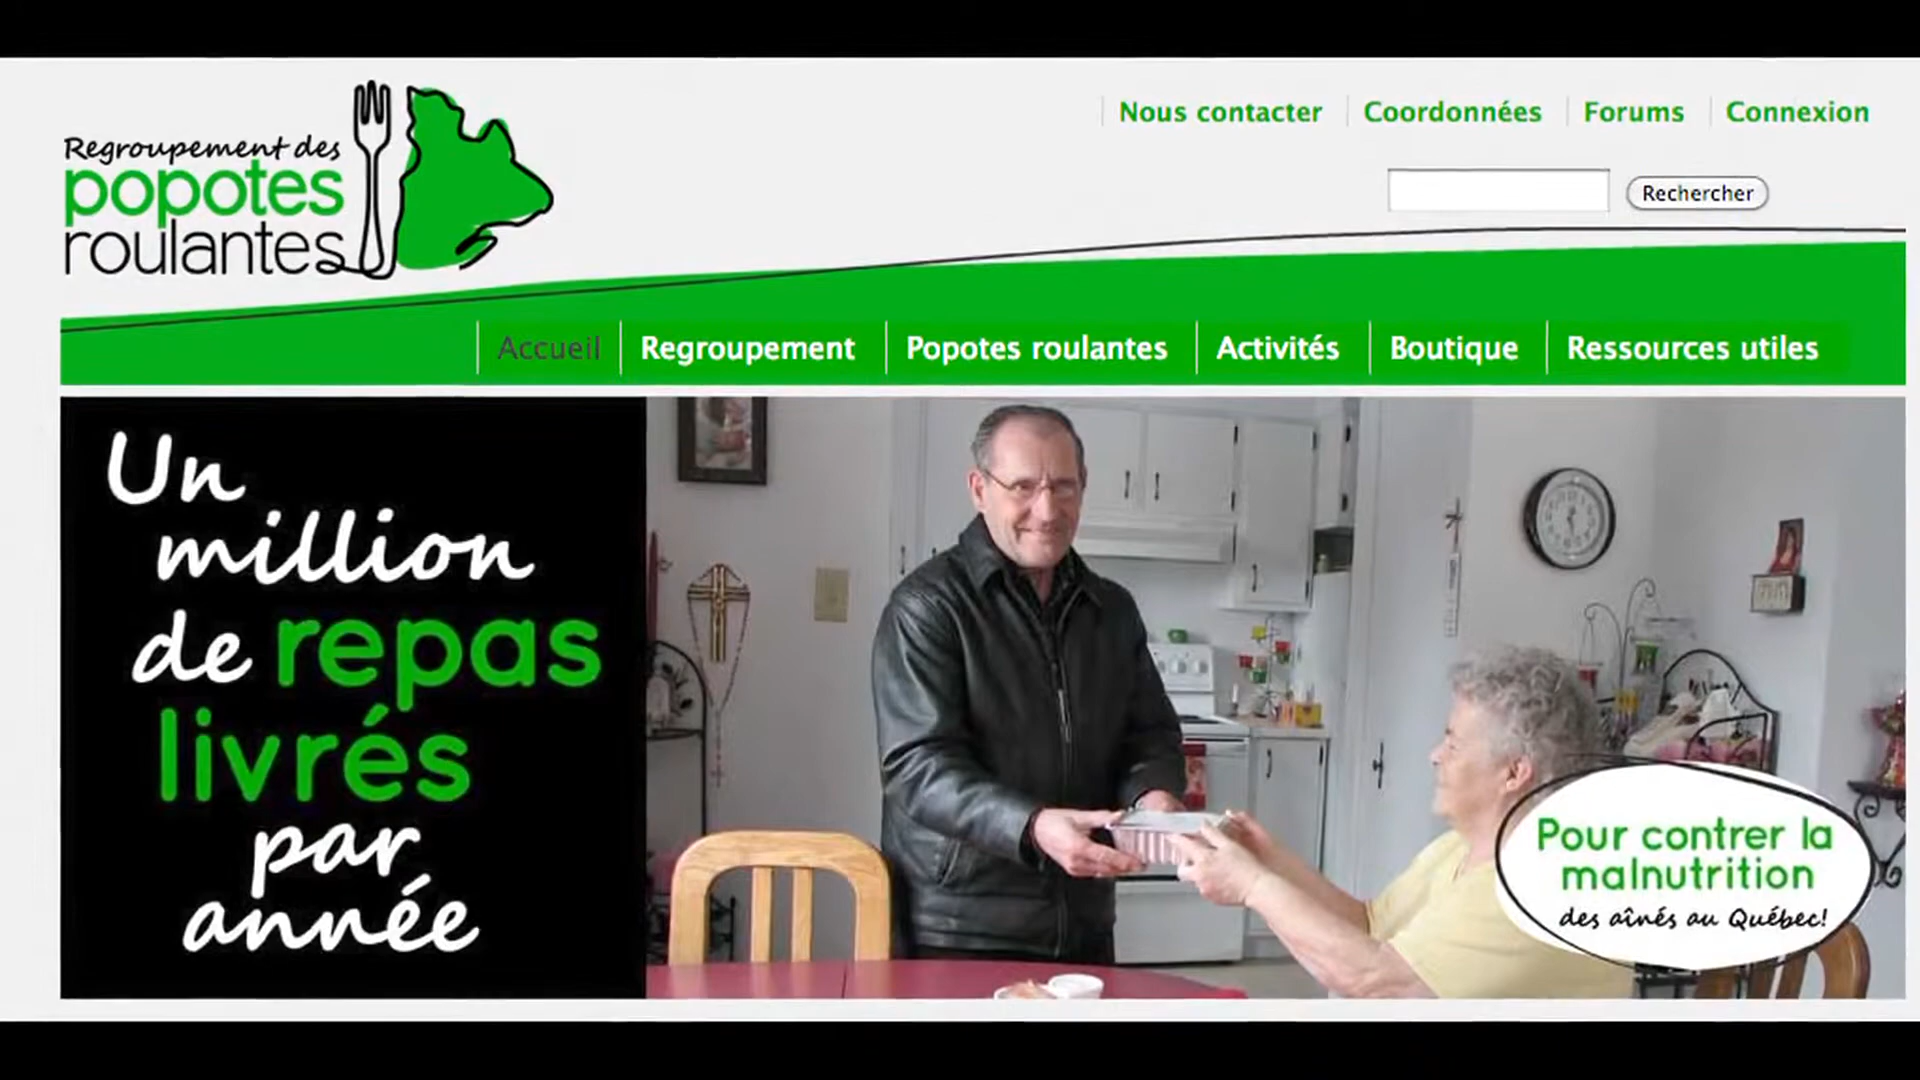 Regroupement des
popotes
roulantes
Nous contacter
Coordonnées
Forums
Connexion
Rechercher
Accueil
Regroupement
Popotes roulantes
Activités
Boutique
Ressources utiles
Un
million
de repas
livrés
par
année
Pour contrer la
malnutrition
des aînés au Québec!